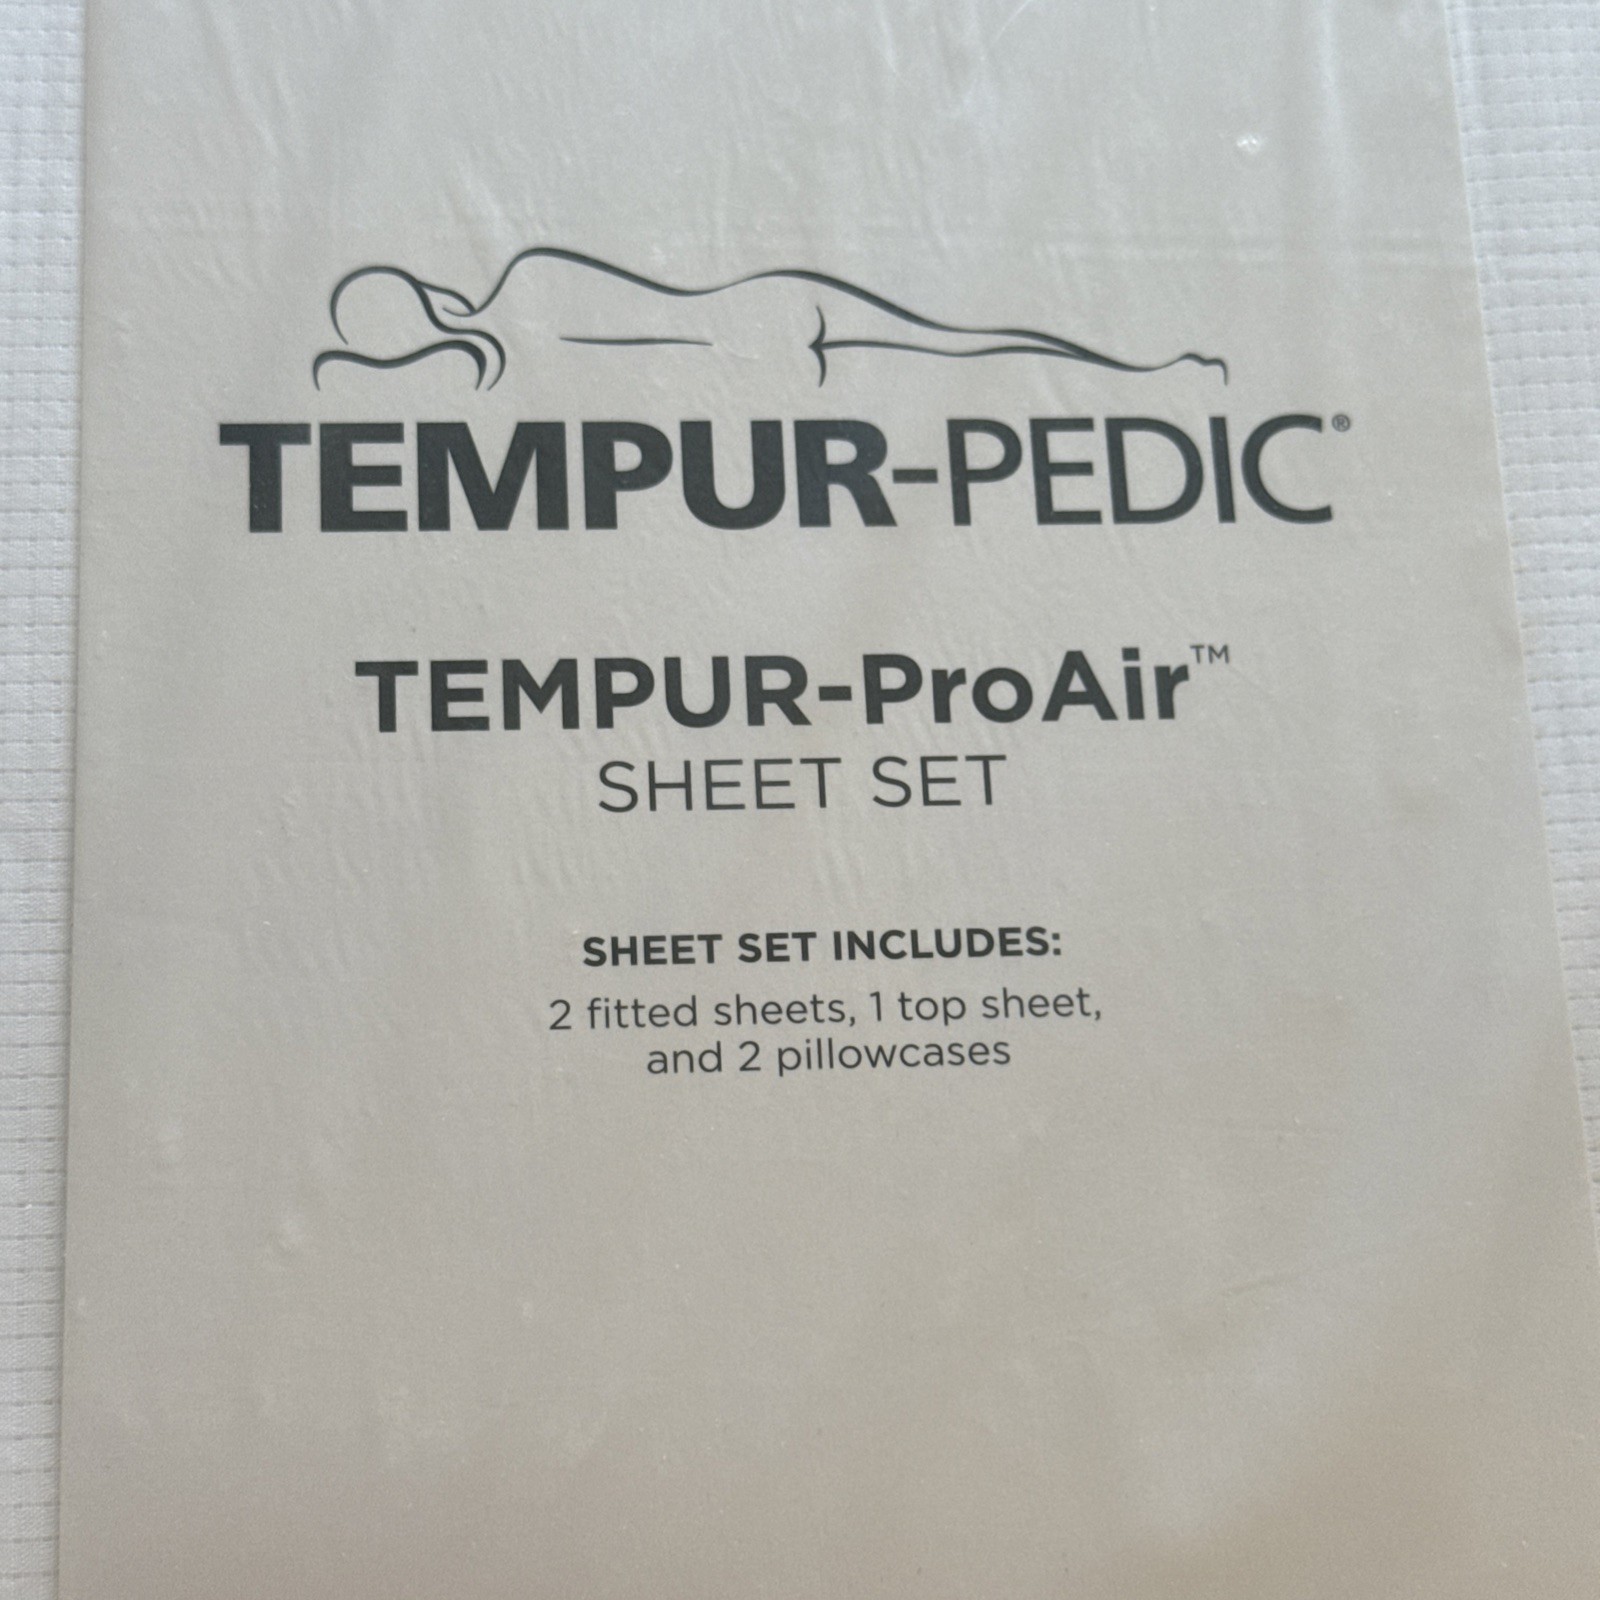 TEMPUR-PEDIC®
TEMPUR-ProAir™
SHEET SET
SHEET SET INCLUDES:
2 fitted sheets, 1 top sheet,
and 2 pillowcases